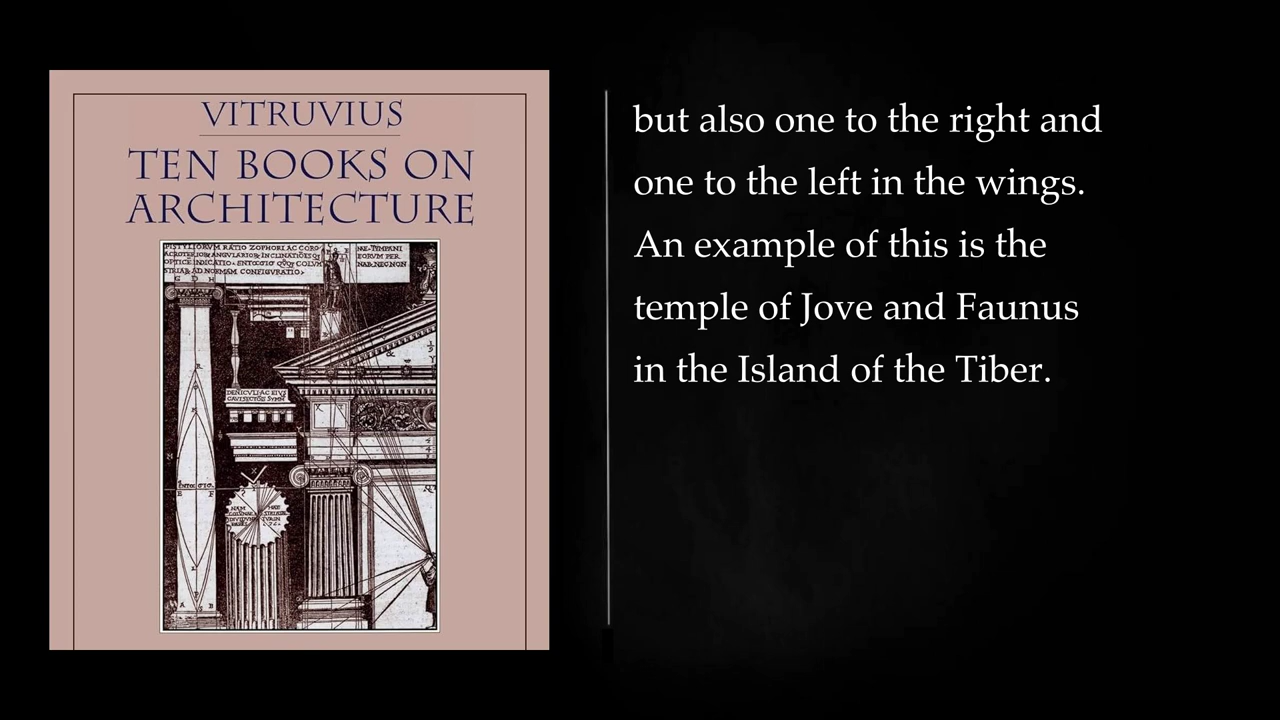 VITRUVIUS
TEN BOOKS ON
ARCHITECTURE
but also one to the right and
one to the left in the wings.
An example of this is the
temple of Jove and Faunus
in the Island of the Tiber.